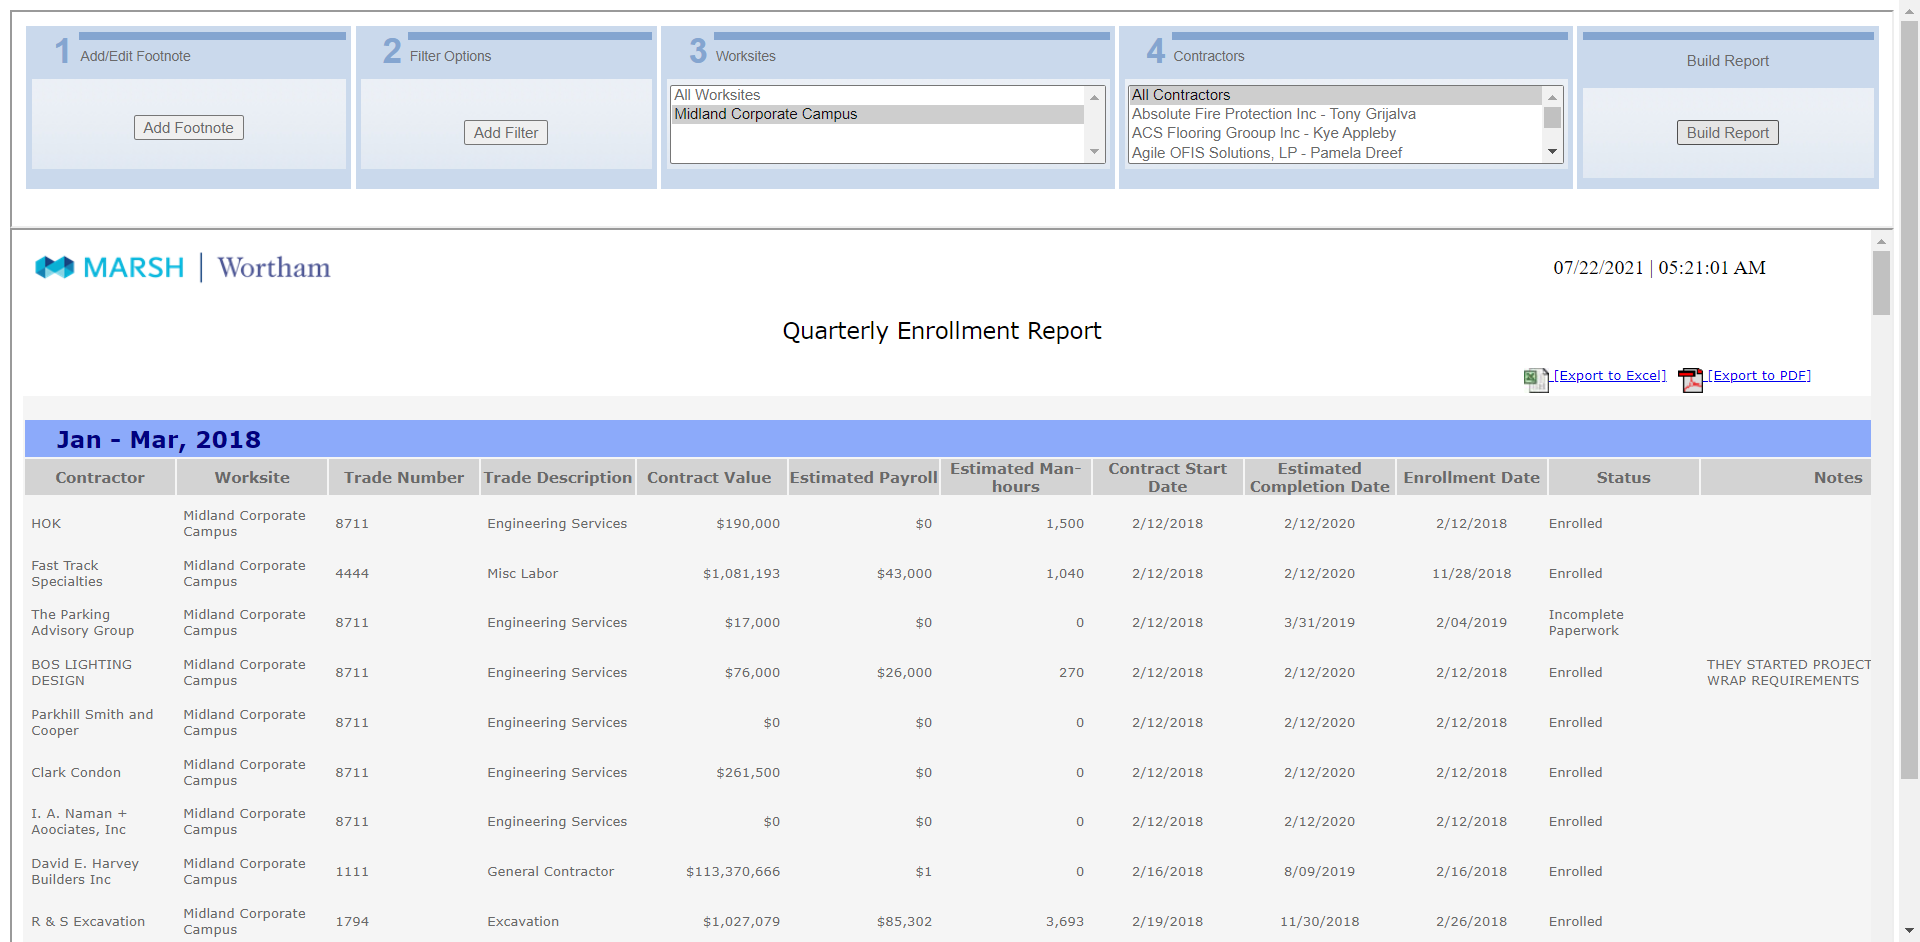 1 Add/Edit Footnote
Add Footnote
2 Filter Options
Add Filter
3 Worksites
All Worksites
Midland Corporate Campus
4 Contractors
All Contractors
Absolute Fire Protection Inc - Tony Grijalva
ACS Flooring Grooup Inc - Kye Appleby
Agile OFIS Solutions, LP - Pamela Dreef
Build Report
Build Report
MARSH | Wortham
07/22/2021 | 05:21:01 AM
Quarterly Enrollment Report
[Export to Excel] [Export to PDF]
Jan - Mar, 2018
Contractor Worksite Trade Number Trade Description Contract Value Estimated Payroll Estimated Man-hours Contract Start Date Estimated Completion Date Enrollment Date Status Notes
HOK Midland Corporate Campus 8711 Engineering Services $190,000 $0 1,500 2/12/2018 2/12/2020 2/12/2018 Enrolled
Fast Track Specialties Midland Corporate Campus 4444 Misc Labor $1,081,193 $43,000 1,040 2/12/2018 2/12/2020 11/28/2018 Enrolled
The Parking Advisory Group Midland Corporate Campus 8711 Engineering Services $17,000 $0 0 2/12/2018 3/31/2019 2/04/2019 Incomplete Paperwork
BOS LIGHTING DESIGN Midland Corporate Campus 8711 Engineering Services $76,000 $26,000 270 2/12/2018 2/12/2020 2/12/2018 Enrolled THEY STARTED PROJECT WRAP REQUIREMENTS
Parkhill Smith and Cooper Midland Corporate Campus 8711 Engineering Services $0 $0 0 2/12/2018 2/12/2020 2/12/2018 Enrolled
Clark Condon Midland Corporate Campus 8711 Engineering Services $261,500 $0 0 2/12/2018 2/12/2020 2/12/2018 Enrolled
I. A. Naman + Aoociates, Inc Midland Corporate Campus 8711 Engineering Services $0 $0 0 2/12/2018 2/12/2020 2/12/2018 Enrolled
David E. Harvey Builders Inc Midland Corporate Campus 1111 General Contractor $113,370,666 $1 0 2/16/2018 8/09/2019 2/16/2018 Enrolled
R & S Excavation Midland Corporate Campus 1794 Excavation $1,027,079 $85,302 3,693 2/19/2018 11/30/2018 2/26/2018 Enrolled